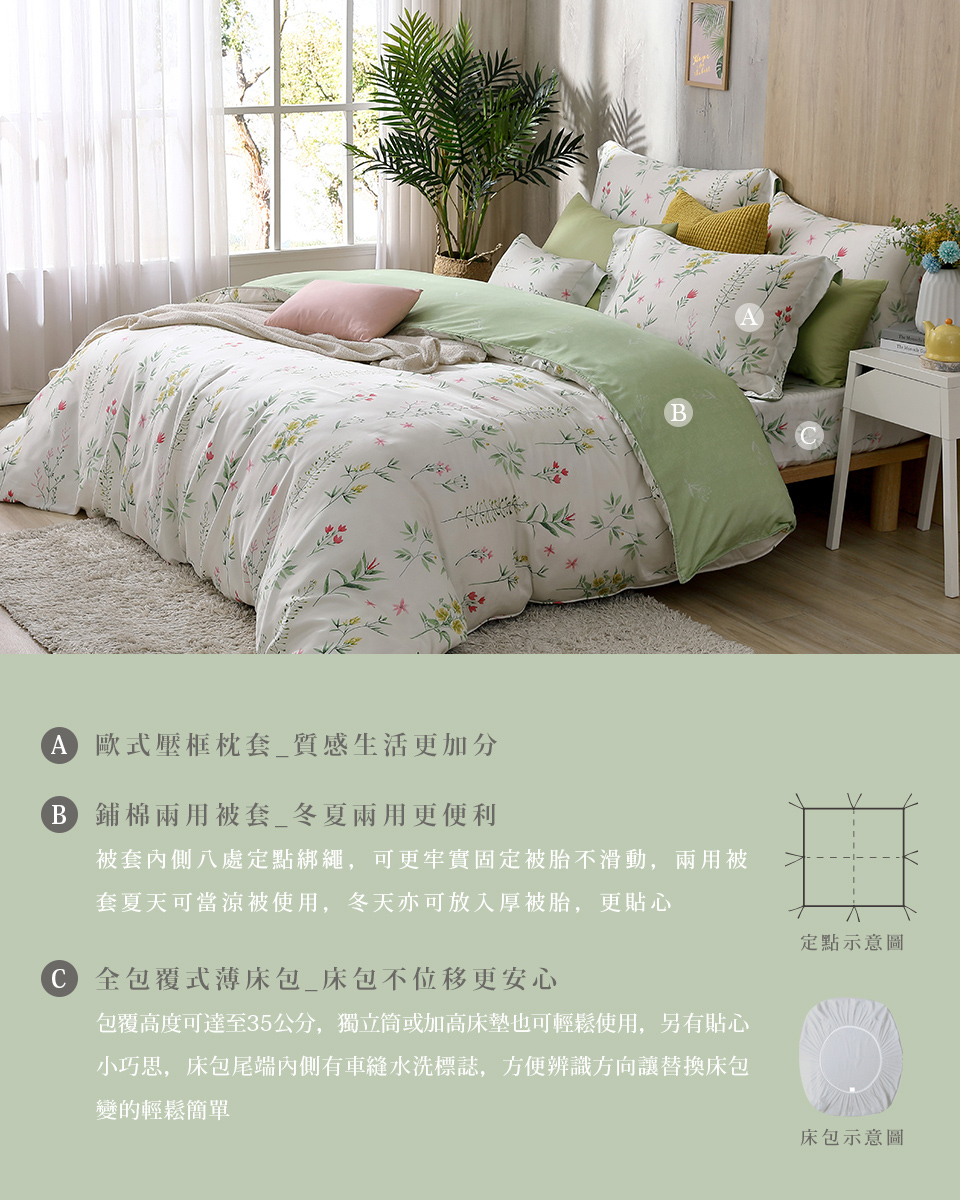 A
B
C
A 歐式壓框枕套_質感生活更加分
B 鋪棉兩用被套_冬夏兩用更便利
被套內側八處定點綁繩，可更牢實固定被胎不滑動，兩用被
套夏天可當涼被使用，冬天亦可放入厚被胎，更貼心
定點示意圖
C 全包覆式薄床包_床包不位移更安心
包覆高度可達至35公分，獨立筒或加高床墊也可輕鬆使用，另有貼心
小巧思，床包尾端內側有車縫水洗標誌，方便辨識方向讓替換床包
變的輕鬆簡單
床包示意圖